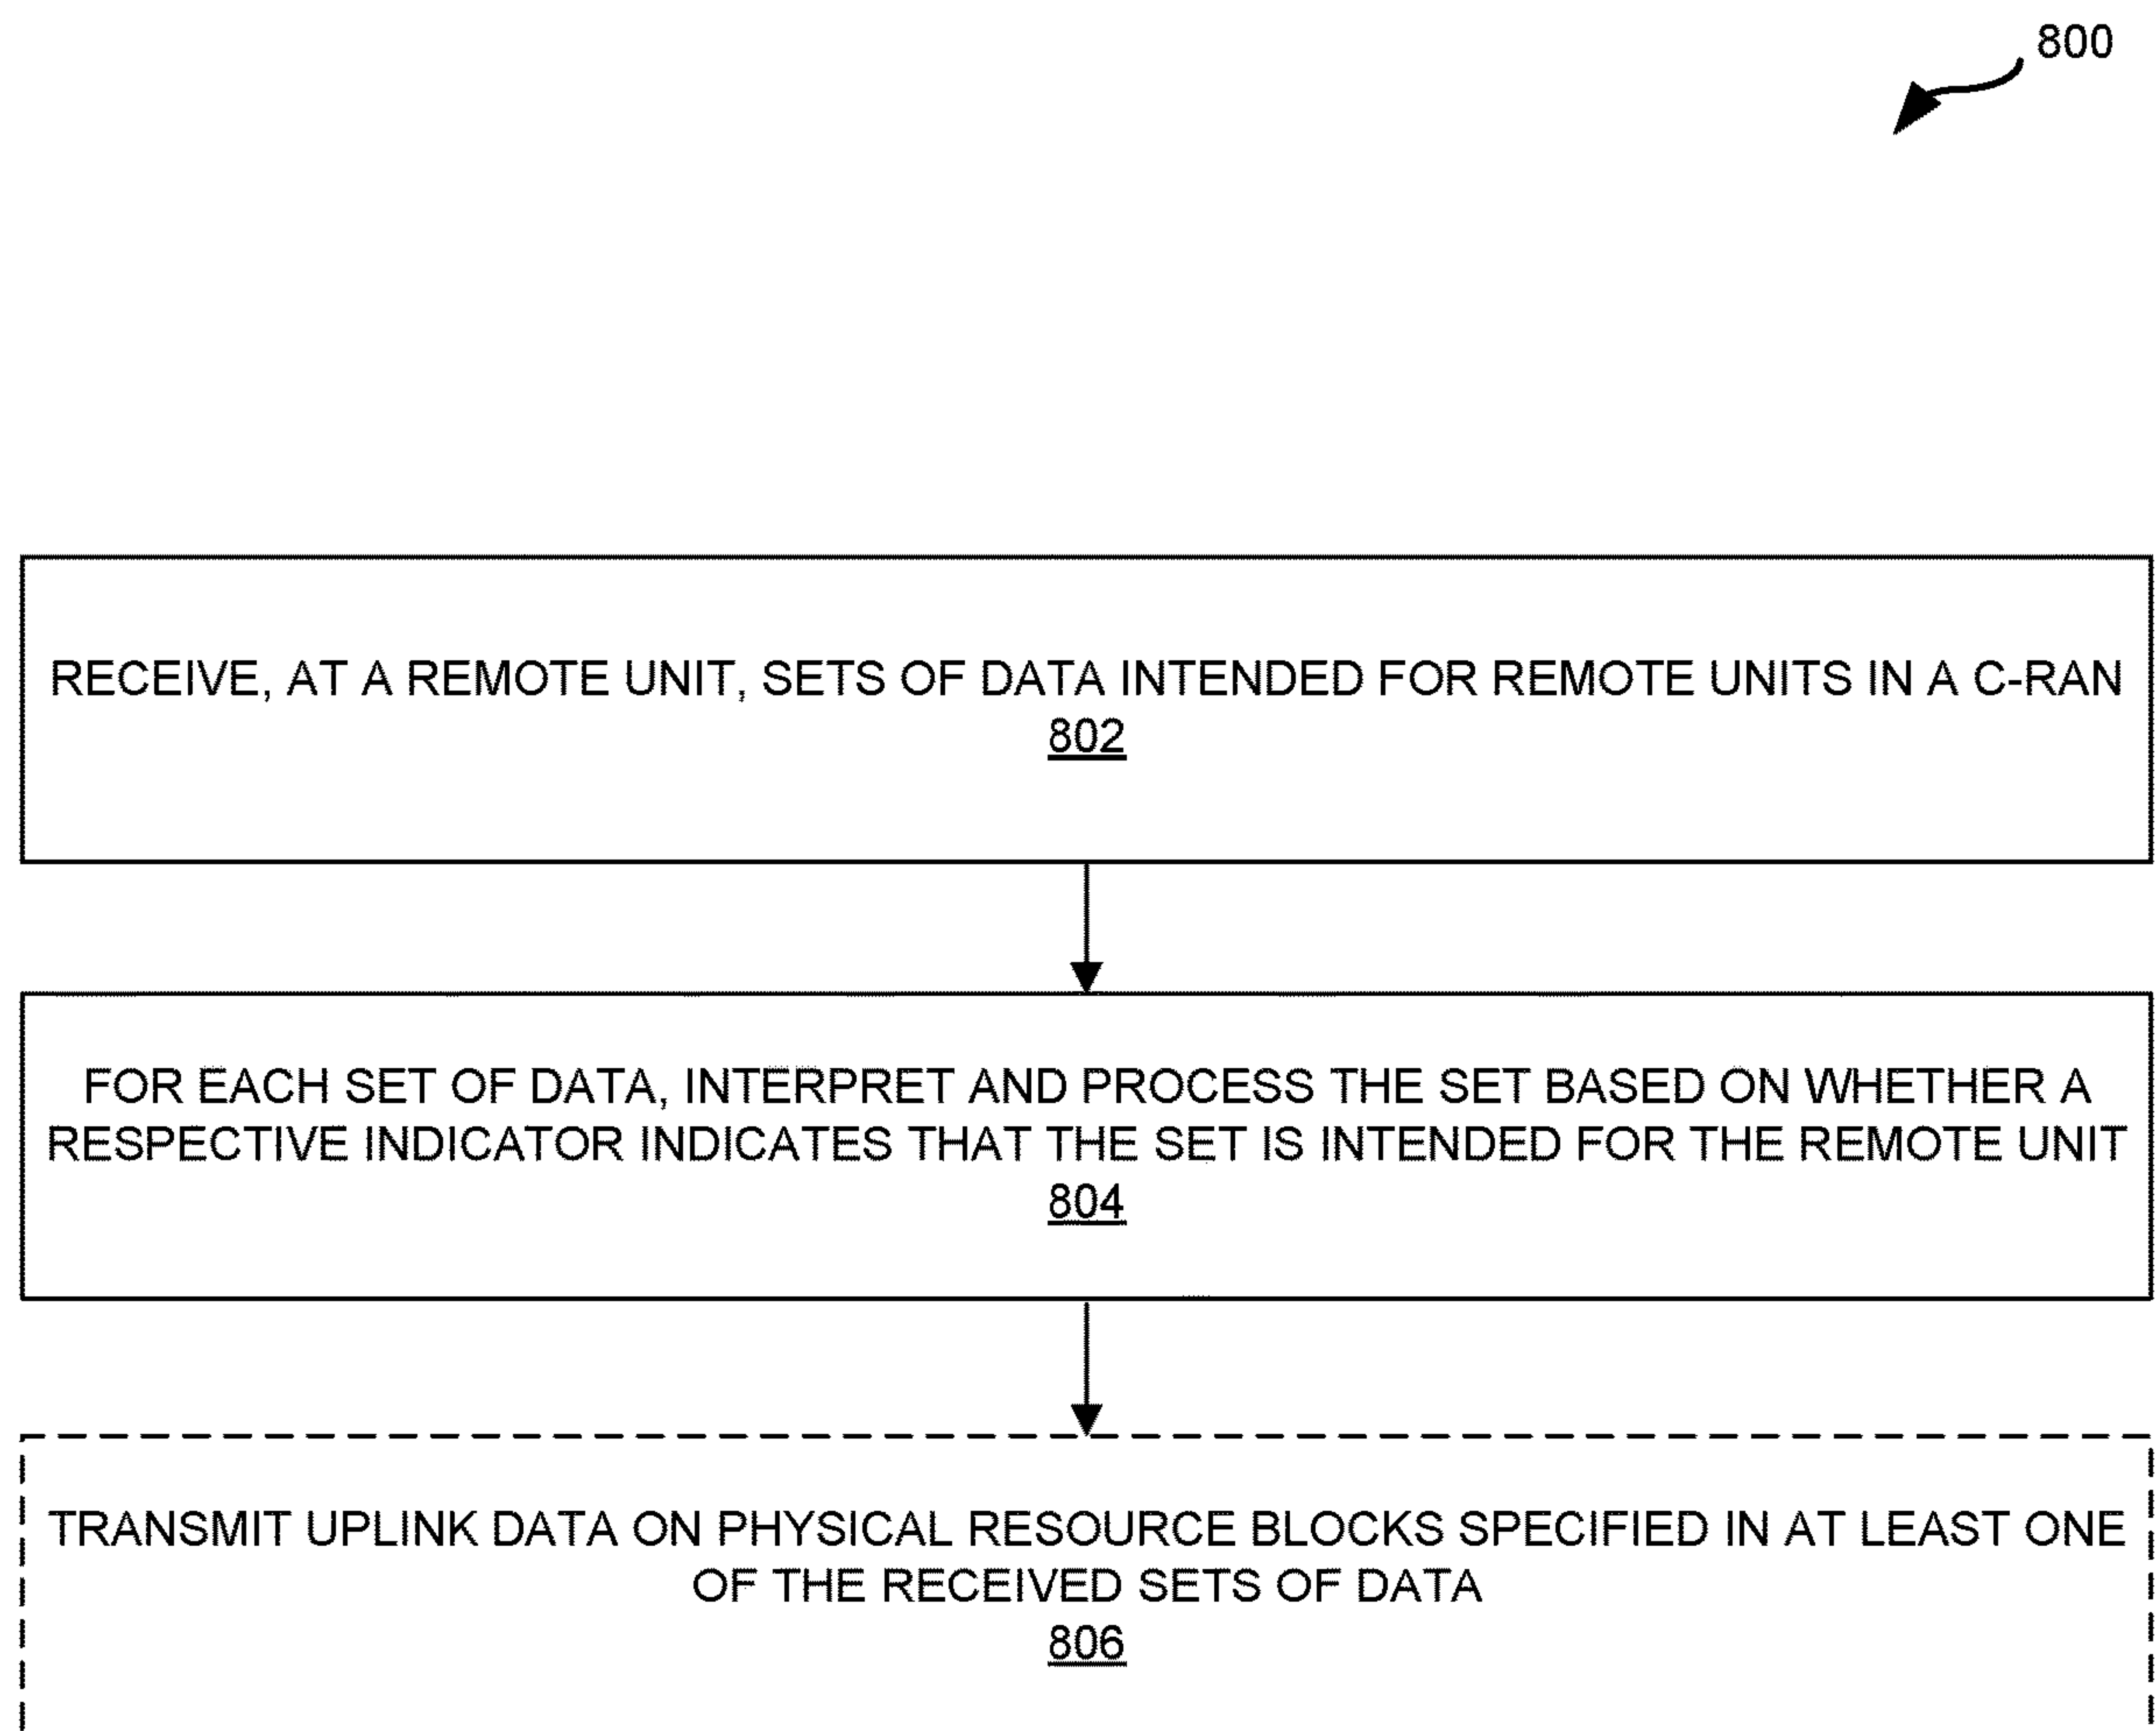 800
RECEIVE, AT A REMOTE UNIT, SETS OF DATA INTENDED FOR REMOTE UNITS IN A C-RAN
802
FOR EACH SET OF DATA, INTERPRET AND PROCESS THE SET BASED ON WHETHER A
RESPECTIVE INDICATOR INDICATES THAT THE SET IS INTENDED FOR THE REMOTE UNIT
804
TRANSMIT UPLINK DATA ON PHYSICAL RESOURCE BLOCKS SPECIFIED IN AT LEAST ONE
OF THE RECEIVED SETS OF DATA
806